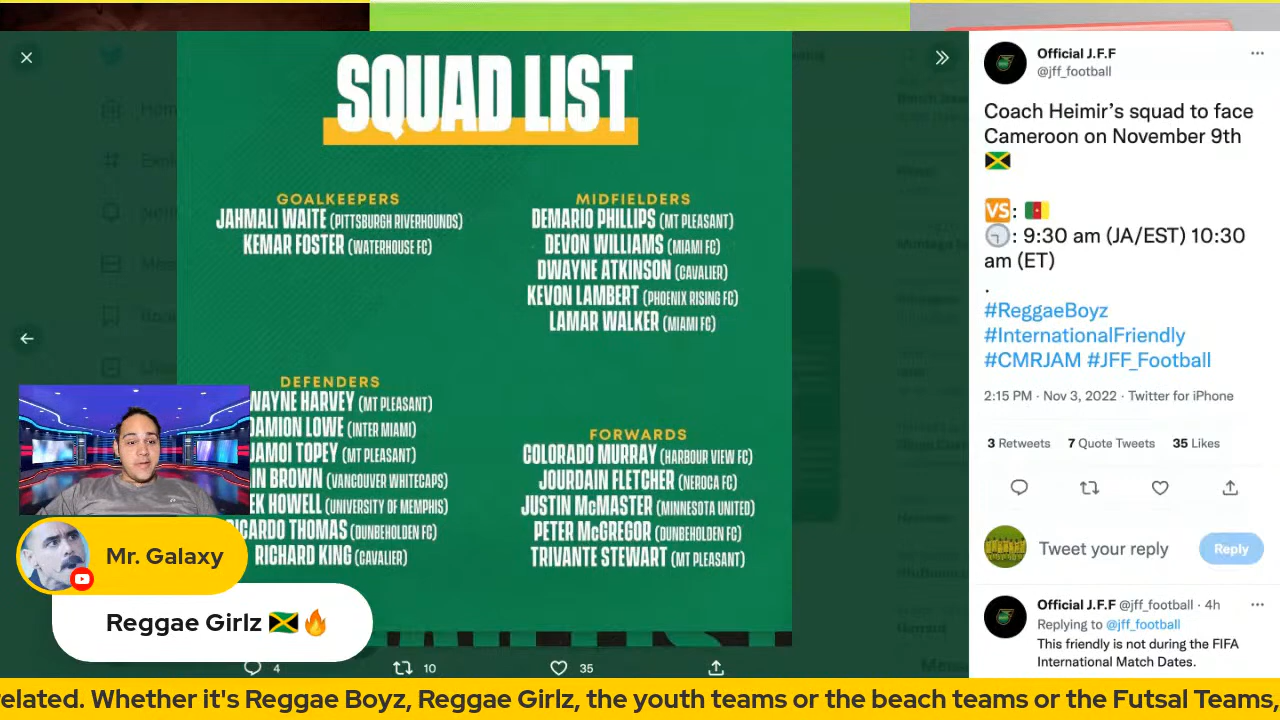 SQUAD LIST
GOALKEEPERS
JAHMALI WAITE (PITTSBURGH RIVERHOUNDS)
KEMAR FOSTER (WATERHOUSE FC)
DEFENDERS
WAYNE HARVEY (MT PLEASANT)
DAMION LOWE (INTER MIAMI)
JAMOI TOPEY (MT PLEASANT)
IN BROWN (VANCOUVER WHITECAPS)
EK HOWELL (UNIVERSITY OF MEMPHIS)
RICARDO THOMAS (DUNBEHOLDEN FC)
RICHARD KING (CAVALIER)
MIDFIELDERS
DEMARIO PHILLIPS (MT PLEASANT)
DEVON WILLIAMS (MIAMI FC)
DWAYNE ATKINSON (CAVALIER)
KEVON LAMBERT (PHOENIX RISING FC)
LAMAR WALKER (MIAMI FC)
FORWARDS
COLORADO MURRAY (HARBOUR VIEW FC)
JOURDAIN FLETCHER (NEROCA FC)
JUSTIN McMASTER (MINNESOTA UNITED)
PETER McGREGOR (DUNBEHOLDEN FC)
TRIVANTE STEWART (MT PLEASANT)
4 10 35
Official J.F.F
@jff_football
Coach Heimir's squad to face
Cameroon on November 9th
🇯🇲
🆚: 🇨🇲
🕤: 9:30 am (JA/EST) 10:30
am (ET)
.
#ReggaeBoyz
#InternationalFriendly
#CMRJAM #JFF_Football
2:15 PM · Nov 3, 2022 · Twitter for iPhone
3 Retweets 7 Quote Tweets 35 Likes
Tweet your reply
Reply
Official J.F.F @jff_football · 4h
Replying to @jff_football
This friendly is not during the FIFA
International Match Dates.
Mr. Galaxy
Reggae Girlz 🇯🇲🔥
elated. Whether it's Reggae Boyz, Reggae Girlz, the youth teams or the beach teams or the Futsal Teams,